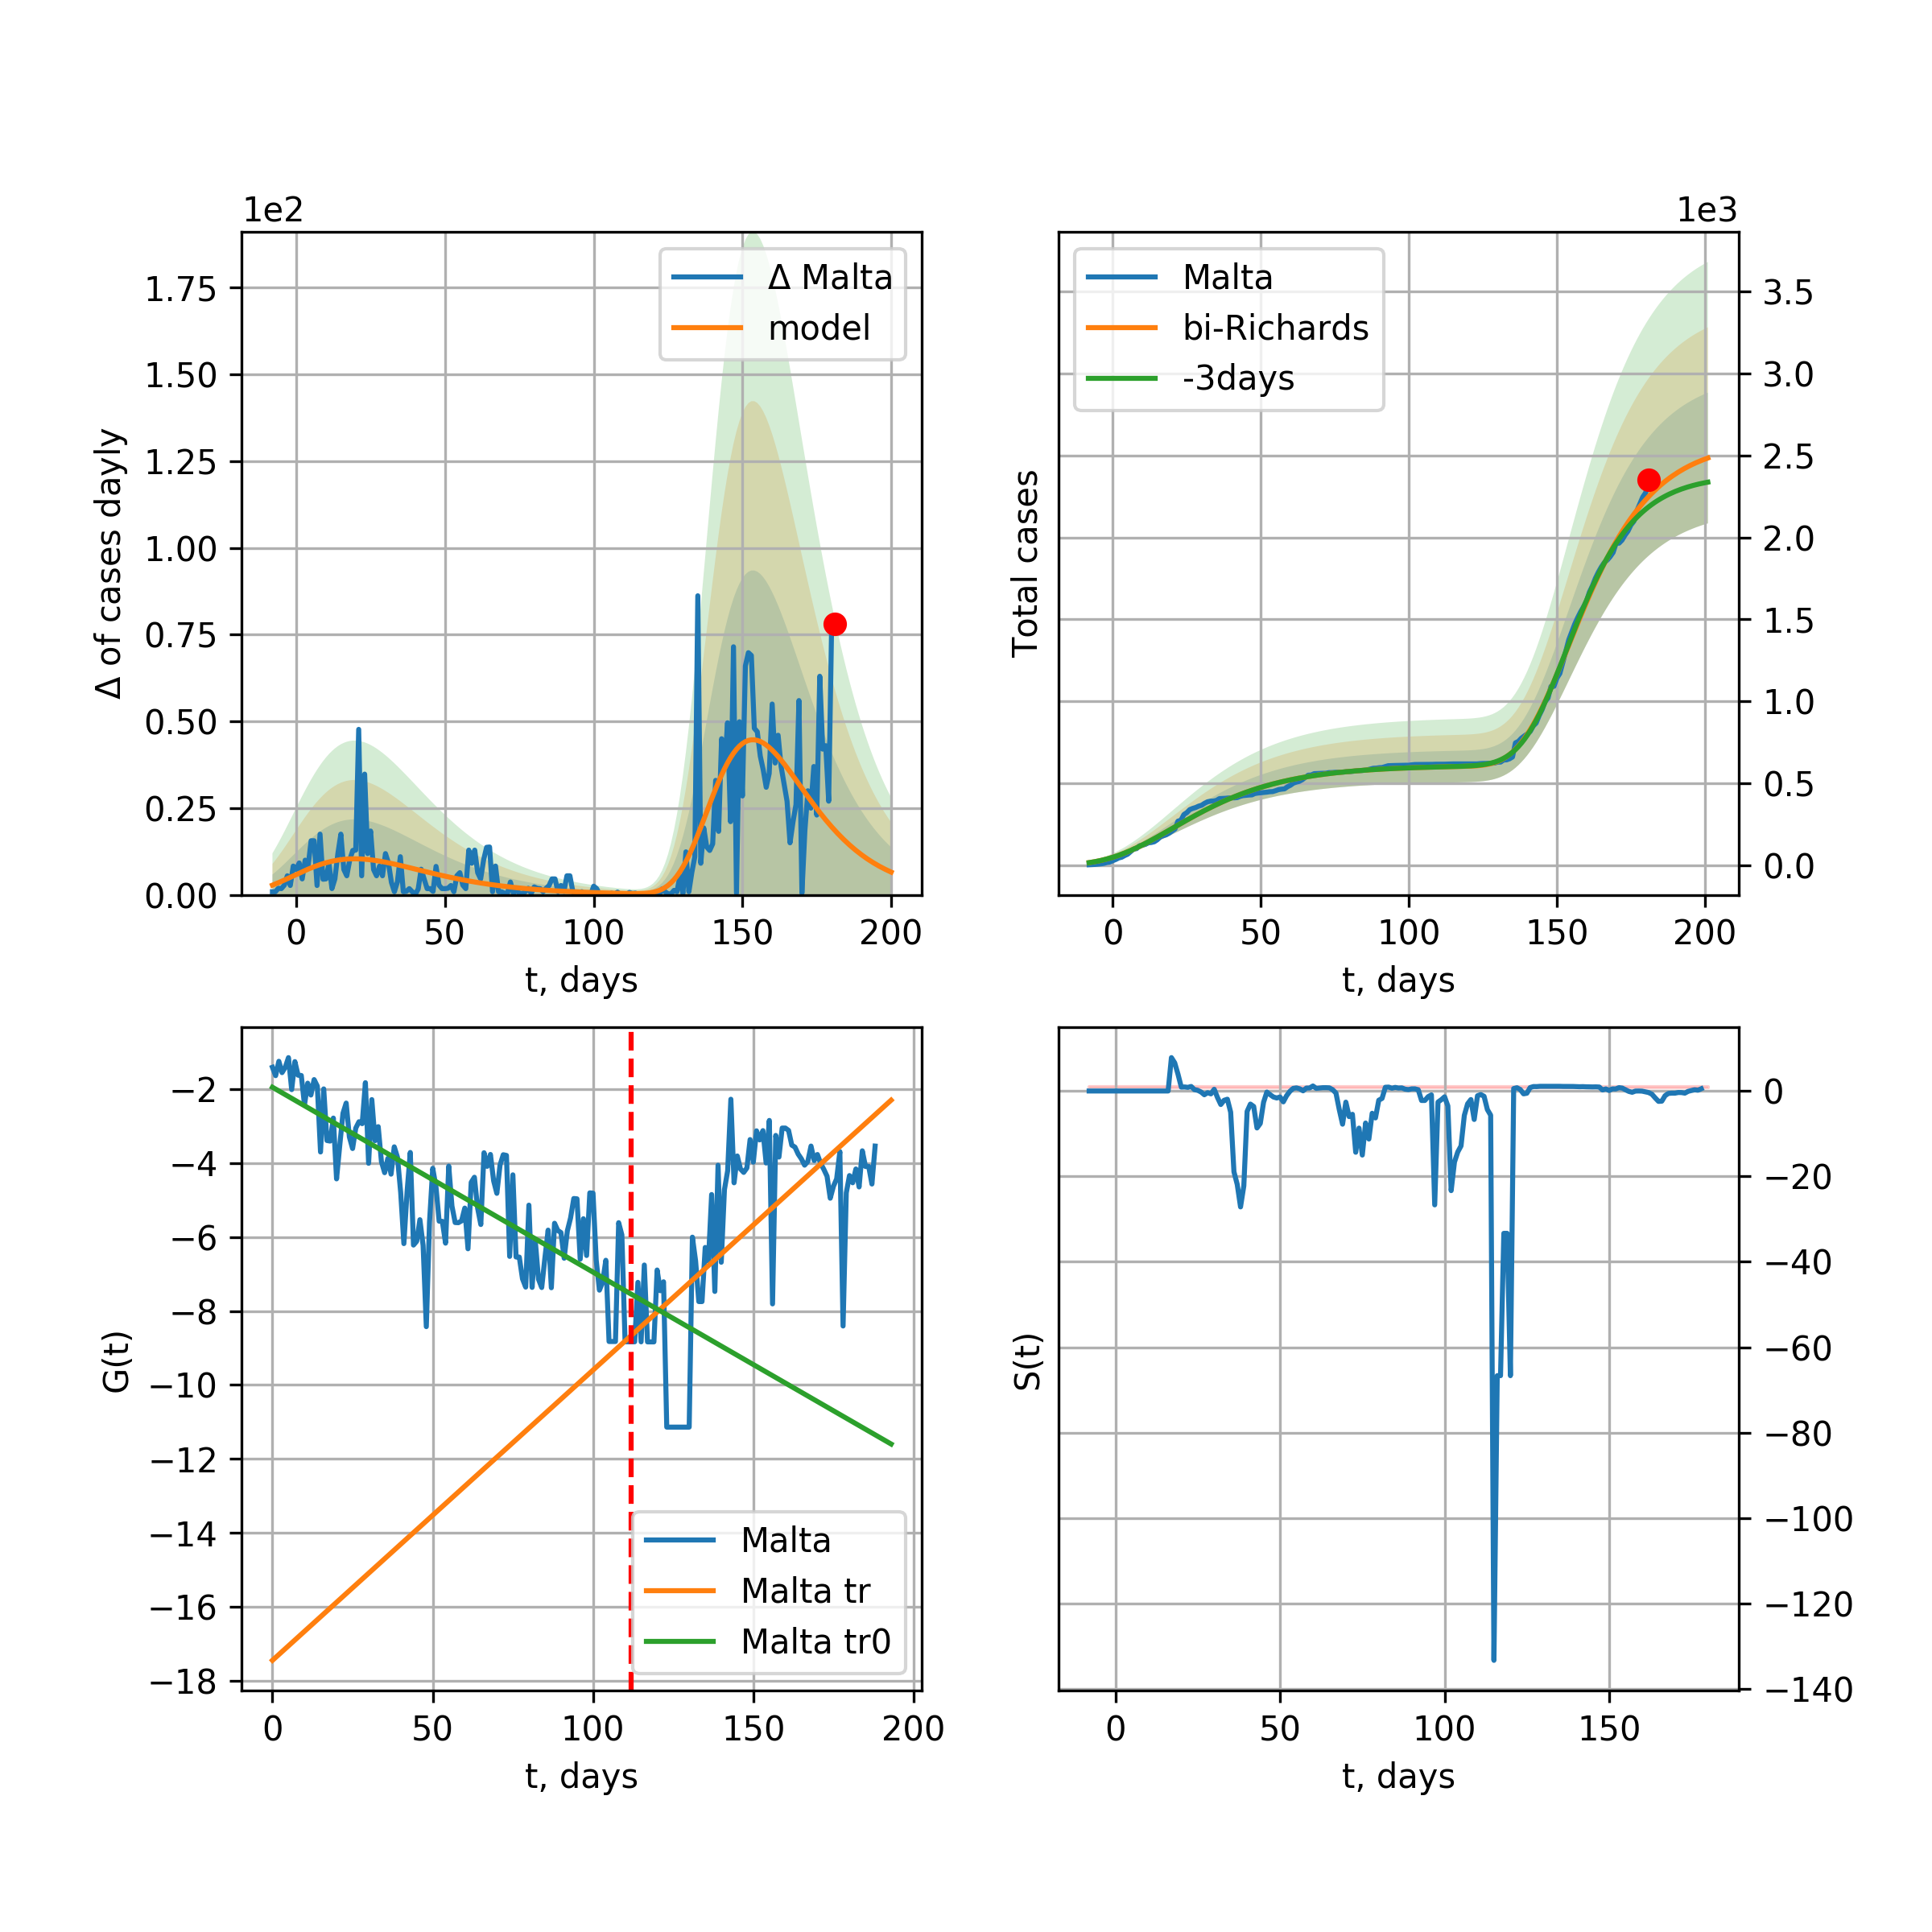 1e2
Δ of cases dayly
1.75
1.50
1.25
1.00
0.75
0.50
0.25
0.00
Δ Malta
model
0 50 100 150 200
t, days
1e3
Total cases
Malta
bi-Richards
-3days
3.5
3.0
2.5
2.0
1.5
1.0
0.5
0.0
0 50 100 150 200
t, days
G(t)
−2
−4
−6
−8
−10
−12
−14
−16
−18
Malta
Malta tr
Malta tr0
0 50 100 150 200
t, days
S(t)
0
−20
−40
−60
−80
−100
−120
−140
0 50 100 150
t, days